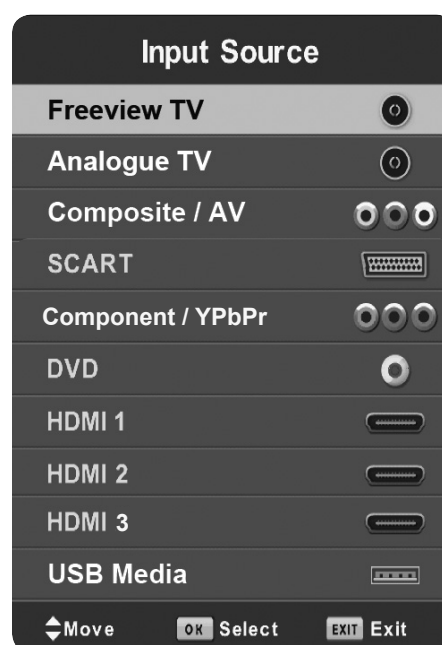 Input Source
Freeview TV
Analogue TV
Composite / AV
SCART
Component / YPbPr
DVD
HDMI 1
HDMI 2
HDMI 3
USB Media
Move OK Select EXIT Exit